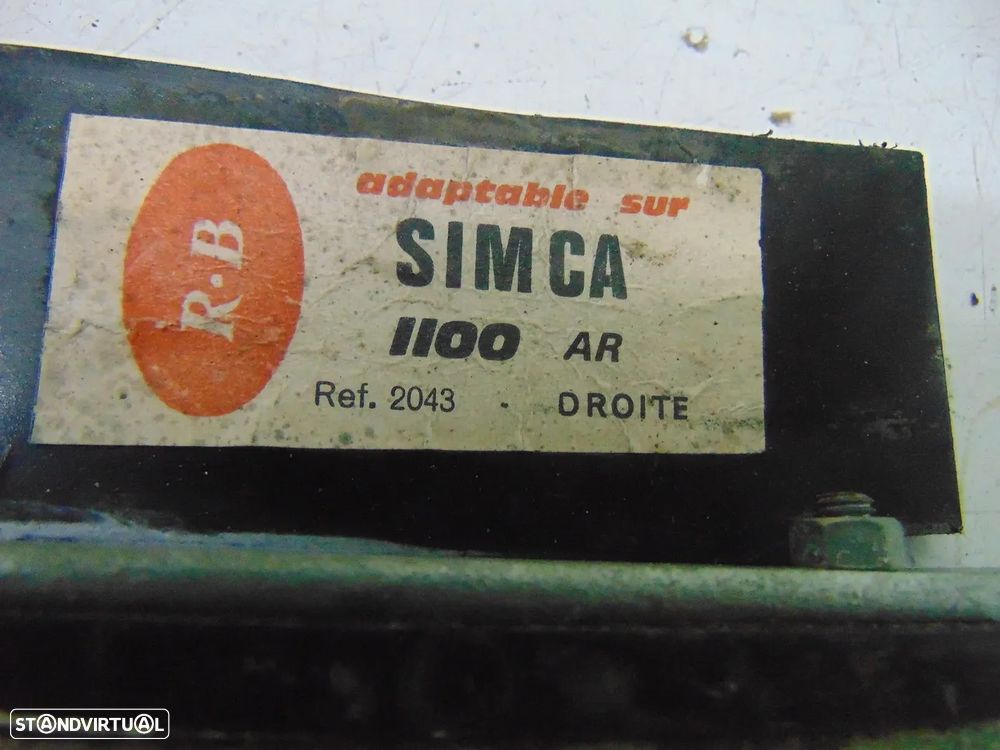 R.B
adaptable sur
SIMCA
1100 AR
Ref. 2043 - DROITE
STANDVIRTUAL